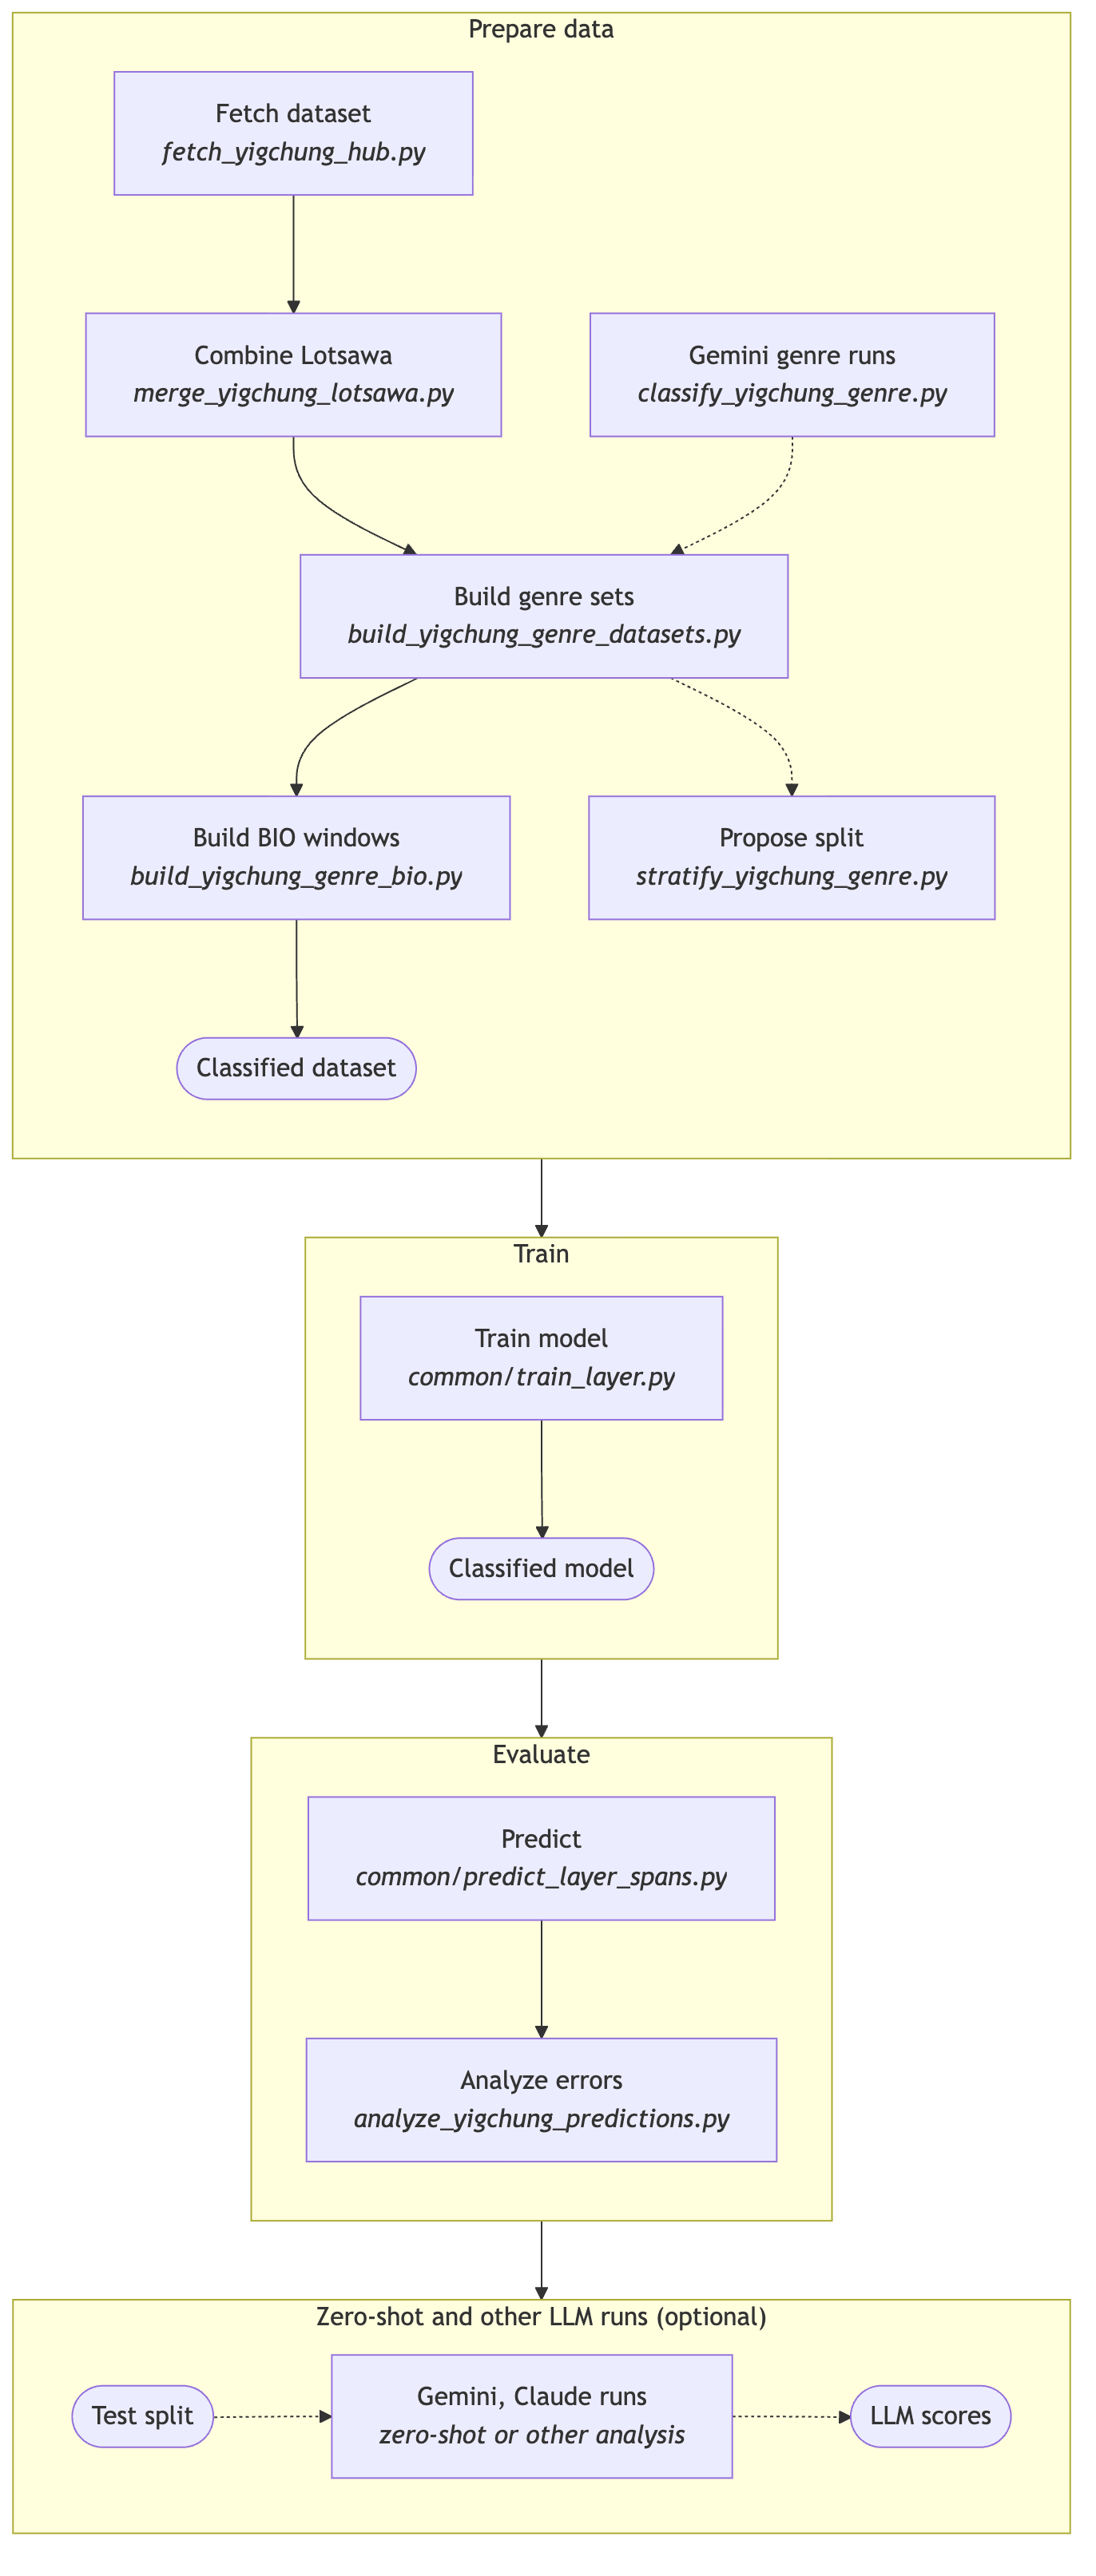 Prepare data
Fetch dataset
fetch_yigchung_hub.py
Combine Lotsawa
merge_yigchung_lotsawa.py
Gemini genre runs
classify_yigchung_genre.py
Build genre sets
build_yigchung_genre_datasets.py
Build BIO windows
build_yigchung_genre_bio.py
Propose split
stratify_yigchung_genre.py
Classified dataset
Train
Train model
common/train_layer.py
Classified model
Evaluate
Predict
common/predict_layer_spans.py
Analyze errors
analyze_yigchung_predictions.py
Zero-shot and other LLM runs (optional)
Test split
Gemini, Claude runs
zero-shot or other analysis
LLM scores